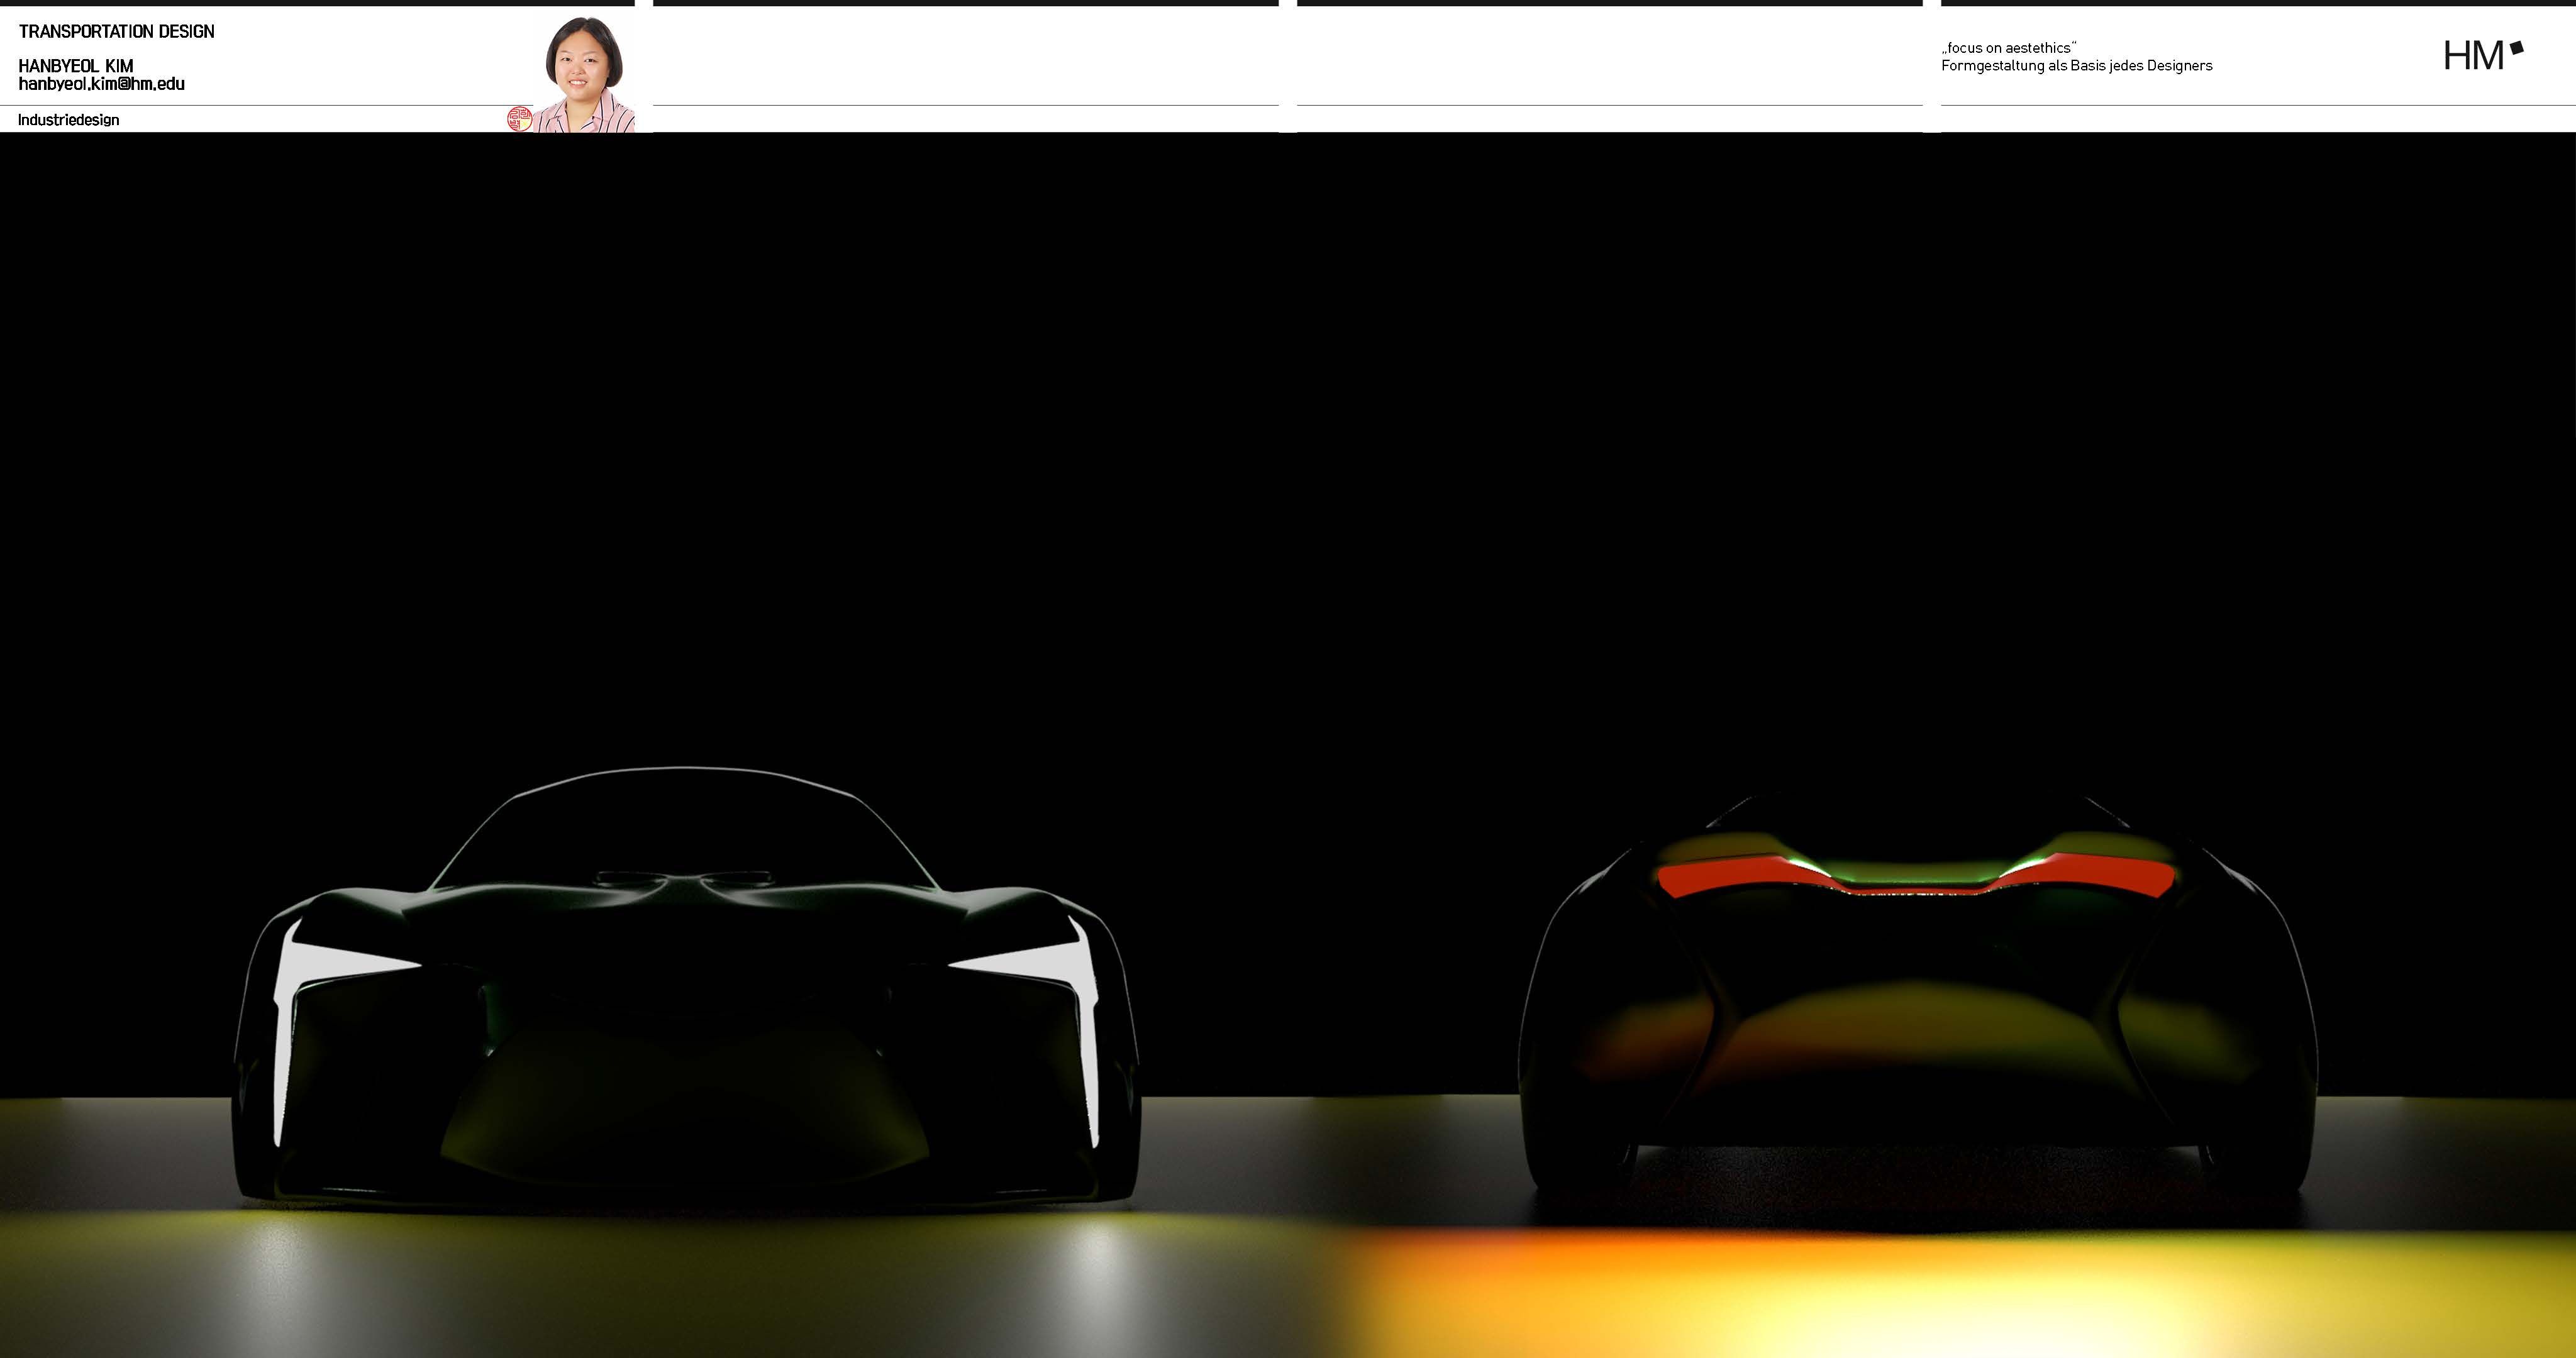 TRANSPORTATION DESIGN
HANBYEOL KIM
hanbyeol.kim@hm.edu
Industriedesign
„focus on aestethics“
Formgestaltung als Basis jedes Designers
HM